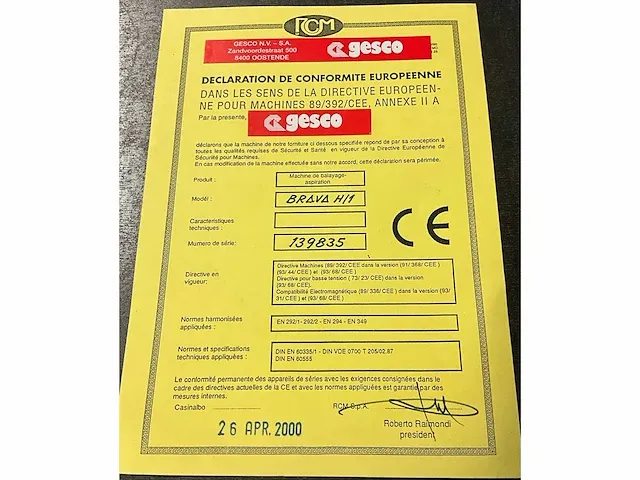 RCM
GESCO N.V. – S.A.
Zandvoordestraat 500
8400 OOSTENDE
gesco
DECLARATION DE CONFORMITE EUROPEENNE
DANS LES SENS DE LA DIRECTIVE EUROPEEN-
NE POUR MACHINES 89/392/CEE, ANNEXE II A
Par la presente,
gesco
déclarons que la machine de notre forniture ci dessous specifiée repond de par sa conception à
toutes les qualités requises de Sécurité et Santé en vigueur de la Directive Européenne de
Sécurité pour Machines.
En cas modification de la machine effectuée sans notre accord, cette déclaration sera périmée.
Produit :
Machine de balayage-
aspiration
Modél :
BRAVA H/1
Caracteristiques
techniques :
Mumero de série:
139835
CE
Directive en
vigueur:
Directive Machines (89/ 392/ CEE dans la version (91/ 368/ CEE )
(93/ 44/ CEE ) et (93/ 68/ CEE )
Directive pour basse tension ( 73/ 23/ CEE) dans la version
(93/ 68/ CEE).
Compatibilité Electromagnétique (89/ 336/ CEE ) dans la version (93/
31/ CEE ) et (93/ 68/ CEE )
Normes harmonisées
appliquées :
EN 292/1- 292/2 - EN 294 - EN 349
Normes et specifications
techniques appliquees :
DIN EN 60335/1 - DIN VDE 0700 T 205/02.87
DIN EN 60555
Le conformité permanente des appareils de séries avec les exigences consignées dans le
cadre des directives actuelles de la CE et avec les normes appliquées est garantie par des
mesures internes.
Casinalbo
RCM S.p.A.
26 APR. 2000
Roberto Raimondi
president